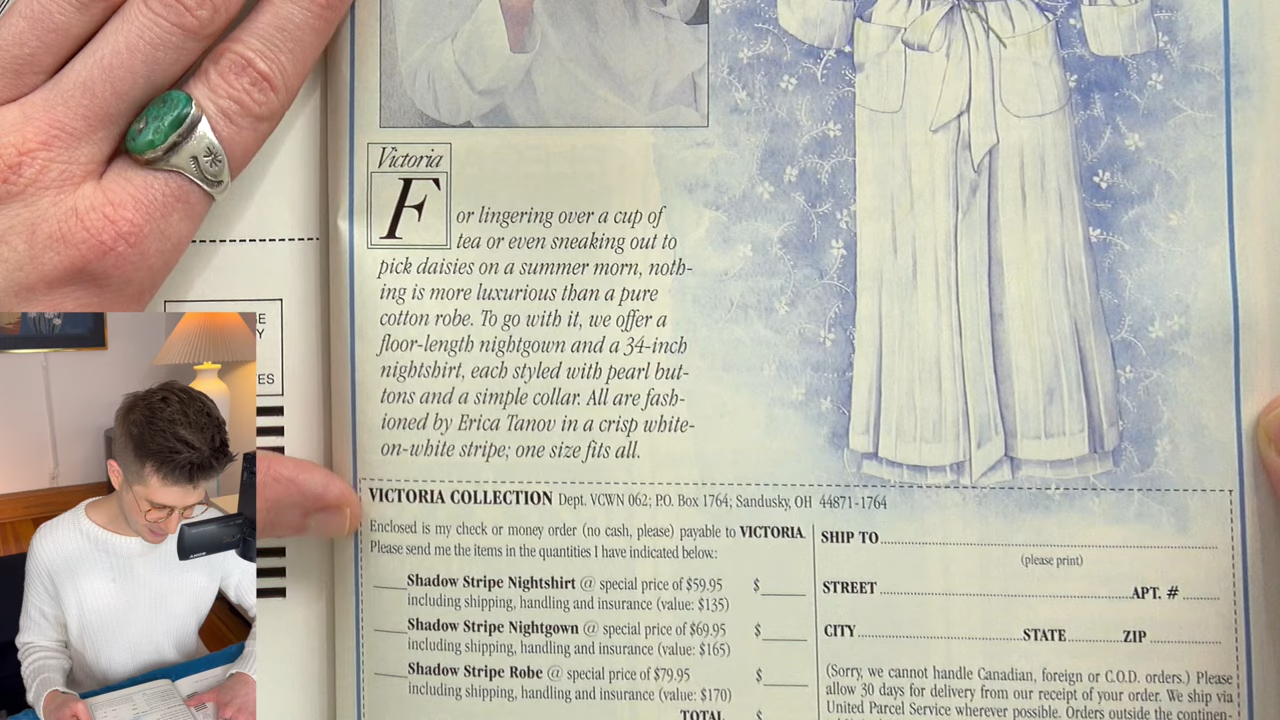 Victoria
For lingering over a cup of
tea or even sneaking out to
pick daisies on a summer morn, noth-
ing is more luxurious than a pure
cotton robe. To go with it, we offer a
floor-length nightgown and a 34-inch
nightshirt, each styled with pearl but-
tons and a simple collar. All are fash-
ioned by Erica Tanov in a crisp white-
on-white stripe; one size fits all.
VICTORIA COLLECTION Dept. VCWN 062; P.O. Box 1764; Sandusky, OH 44871-1764
Enclosed is my check or money order (no cash, please) payable to VICTORIA.
Please send me the items in the quantities I have indicated below:
____Shadow Stripe Nightshirt @ special price of $59.95 $____
including shipping, handling and insurance (value: $135)
____Shadow Stripe Nightgown @ special price of $69.95 $____
including shipping, handling and insurance (value: $165)
____Shadow Stripe Robe @ special price of $79.95 $____
including shipping, handling and insurance (value: $170)
TOTAL $
SHIP TO
(please print)
STREET APT. #
CITY STATE ZIP
(Sorry, we cannot handle Canadian, foreign or C.O.D. orders.) Please
allow 30 days for delivery from our receipt of your order. We ship via
United Parcel Service wherever possible. Orders outside the continen-